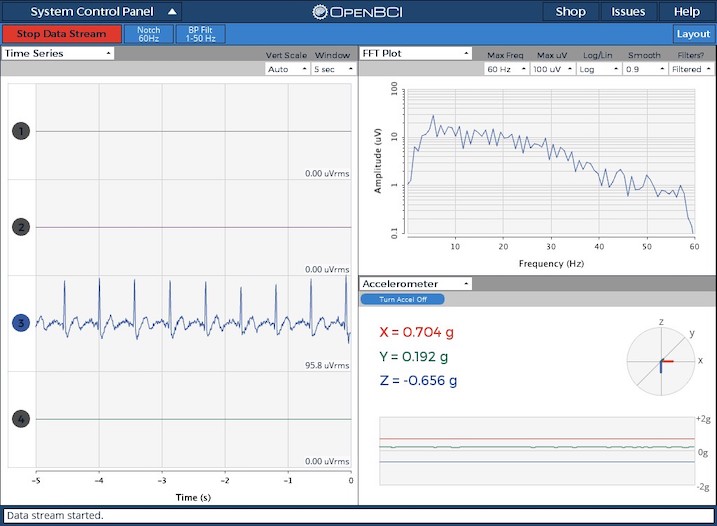 System Control Panel
OpenBCI
Shop
Issues
Help
Stop Data Stream
Notch
60Hz
BP Filt
1-50 Hz
Layout
Time Series
Vert Scale
Window
Auto
5 sec
1
0.00 uVrms
2
0.00 uVrms
3
95.8 uVrms
4
0.00 uVrms
-5
-4
-3
-2
-1
0
Time (s)
FFT Plot
Max Freq
Max uV
Log/Lin
Smooth
Filters?
60 Hz
100 uV
Log
0.9
Filtered
100
10
1
0.1
Amplitude (uV)
10
20
30
40
50
60
Frequency (Hz)
Accelerometer
Turn Accel Off
X = 0.704 g
Y = 0.192 g
Z = -0.656 g
z
y
x
+2g
0g
-2g
Data stream started.